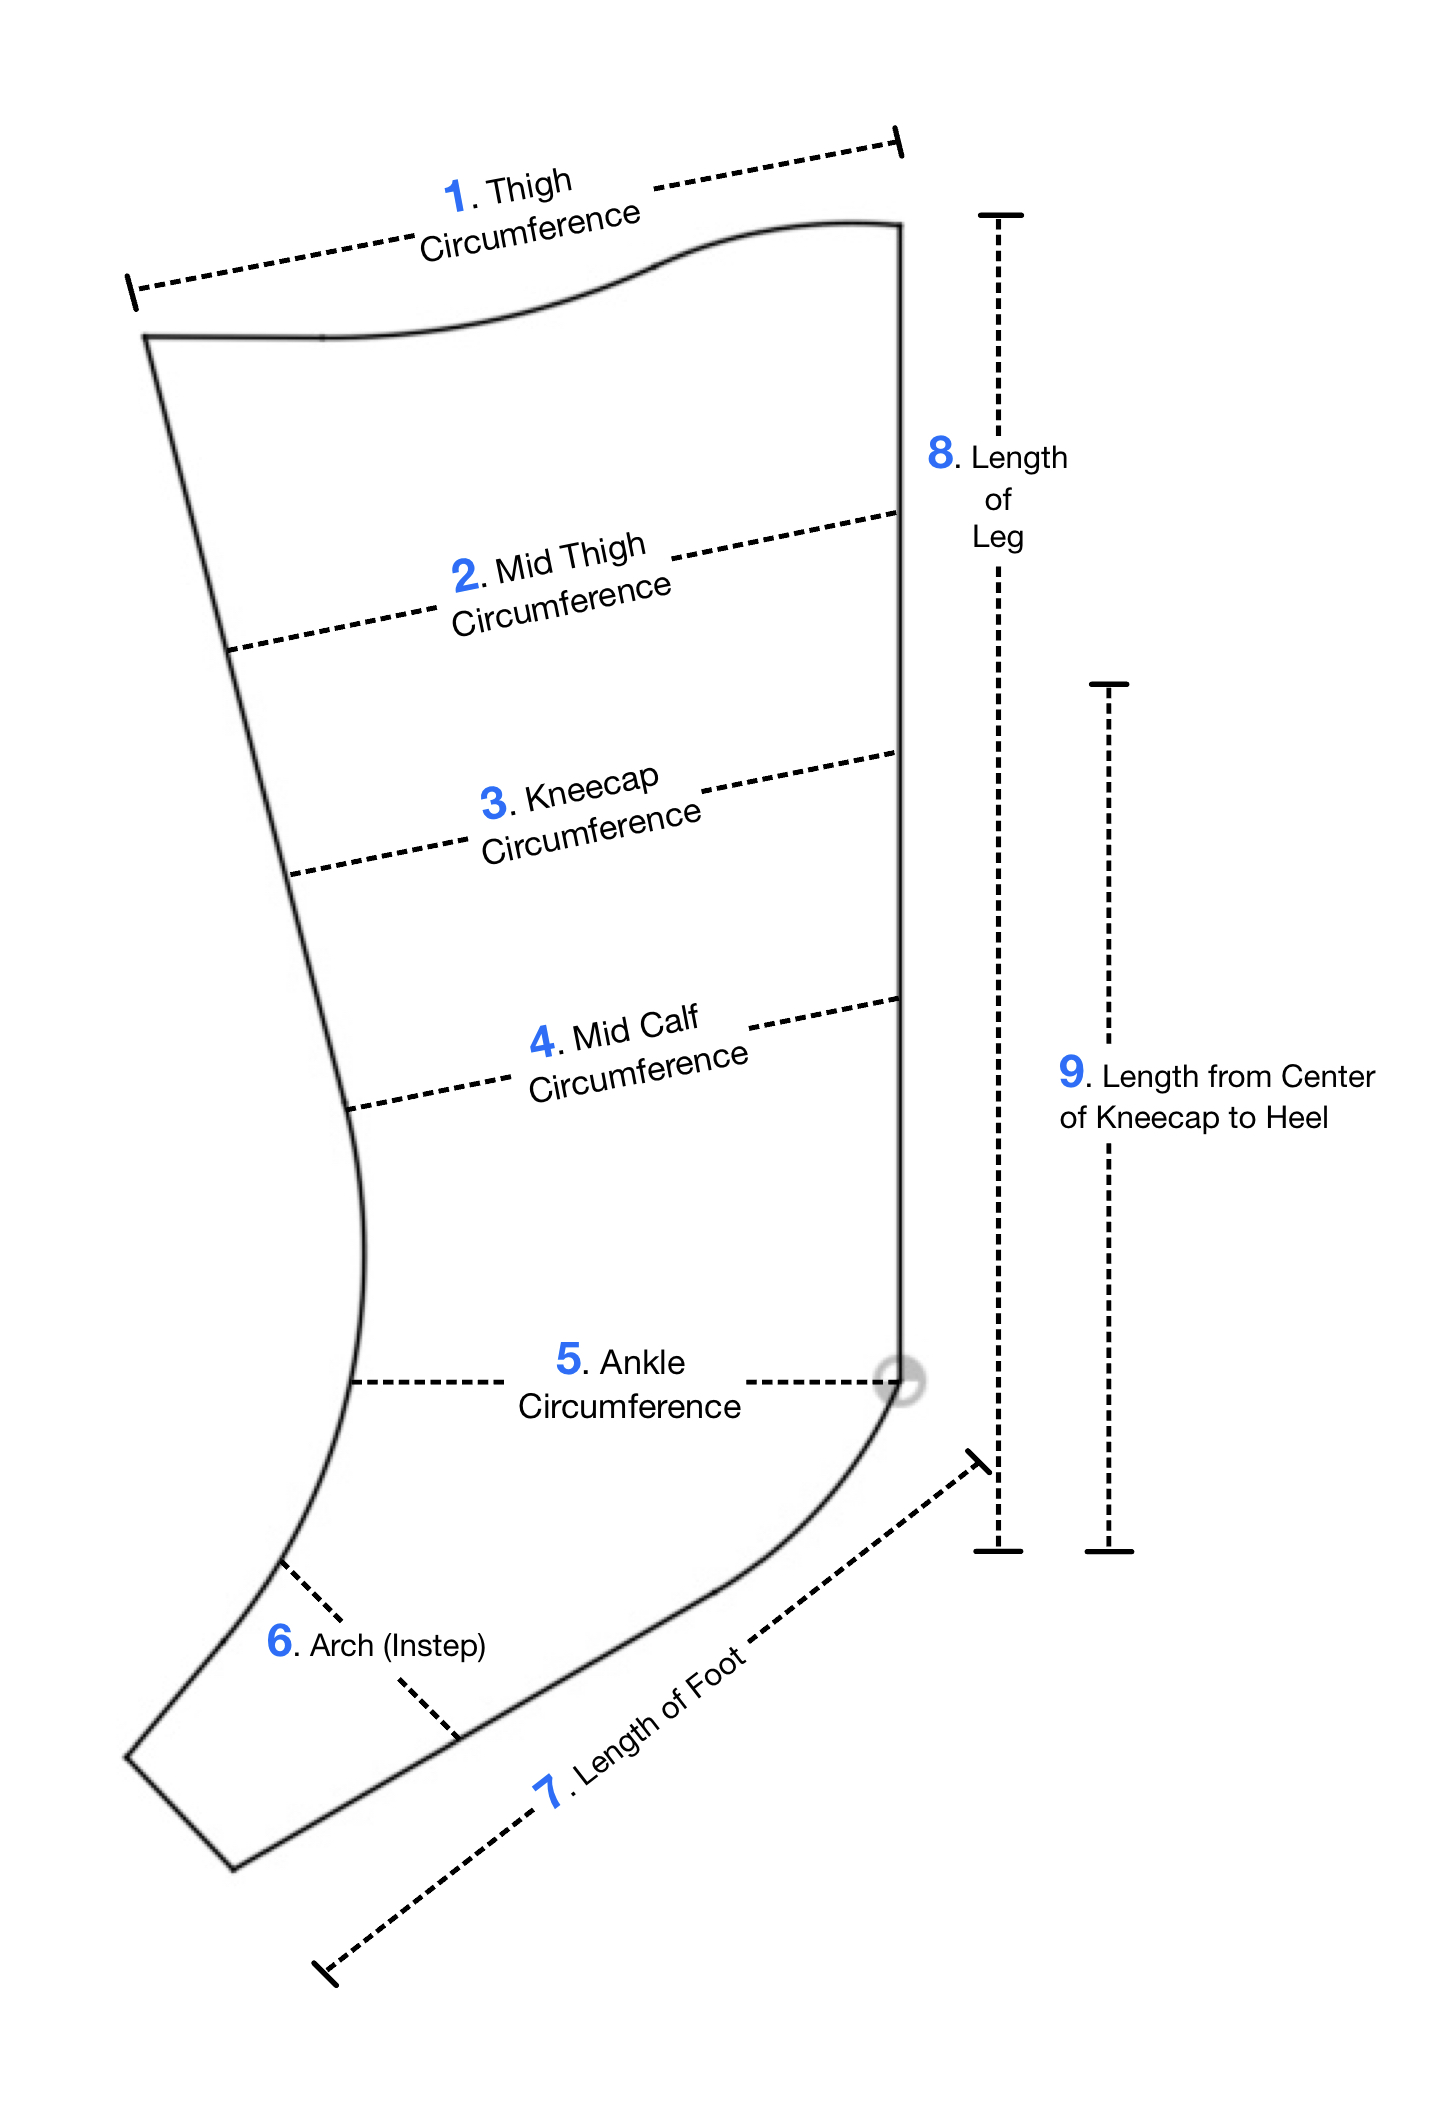 1. Thigh
Circumference
2. Mid Thigh
Circumference
3. Kneecap
Circumference
4. Mid Calf
Circumference
5. Ankle
Circumference
6. Arch (Instep)
7. Length of Foot
8. Length
of
Leg
9. Length from Center
of Kneecap to Heel